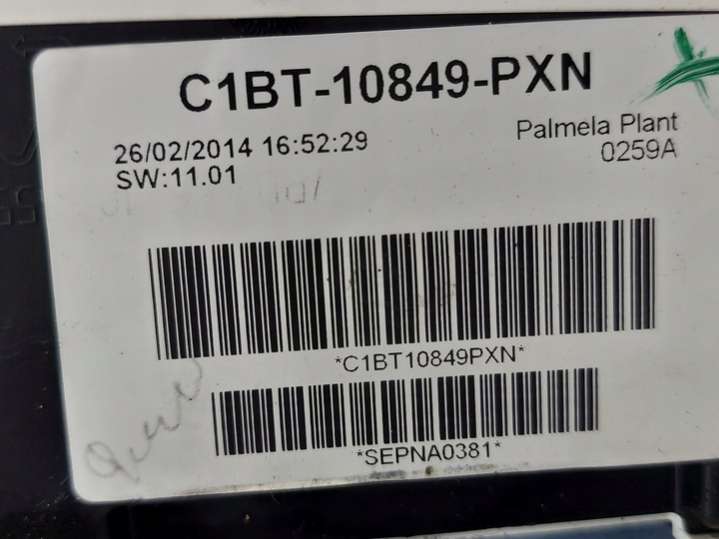 C1BT-10849-PXN
26/02/2014 16:52:29
Palmela Plant
SW:11.01
0259A
*C1BT10849PXN*
*SEPNA0381*